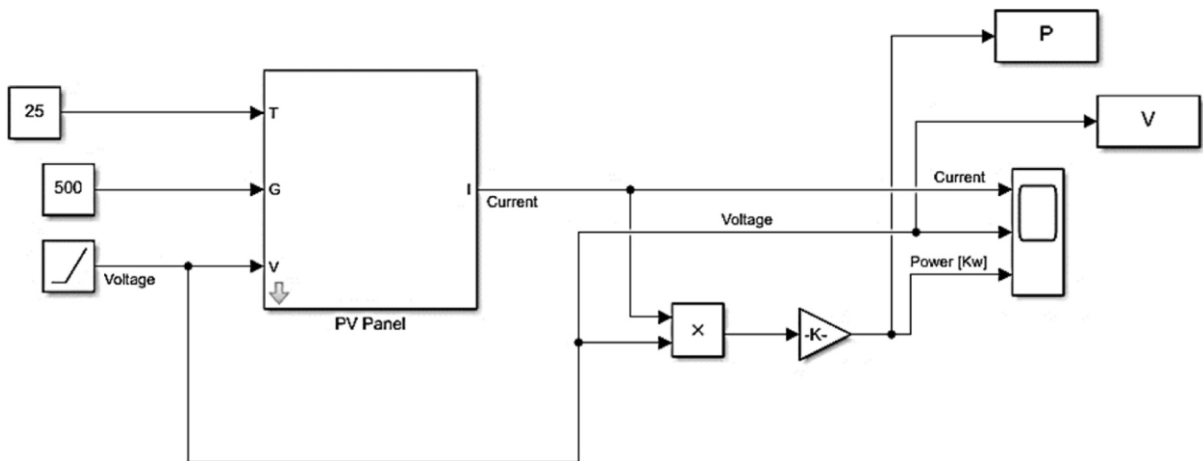 P
25
T
V
500
G
I
Current
Current
Voltage
V
Voltage
Power [Kw]
PV Panel
×
-K-